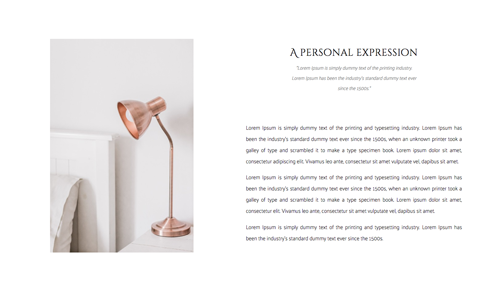 A personal expression
"Lorem Ipsum is simply dummy text of the printing industry.
Lorem Ipsum has been the industry's standard dummy text ever
since the 1500s."
Lorem Ipsum is simply dummy text of the printing and typesetting industry. Lorem Ipsum has
been the industry's standard dummy text ever since the 1500s, when an unknown printer took a
galley of type and scrambled it to make a type specimen book. Lorem ipsum dolor sit amet,
consectetur adipiscing elit. Vivamus leo ante, consectetur sit amet vulputate vel, dapibus sit amet.
Lorem Ipsum is simply dummy text of the printing and typesetting industry. Lorem Ipsum has
been the industry's standard dummy text ever since the 1500s, when an unknown printer took a
galley of type and scrambled it to make a type specimen book. Lorem ipsum dolor sit amet,
Vivamus leo ante, consectetur sit amet vulputate vel, dapibus sit amet.
Lorem Ipsum is simply dummy text of the printing and typesetting industry. Lorem Ipsum has
been the industry's standard dummy text ever since the 1500s.